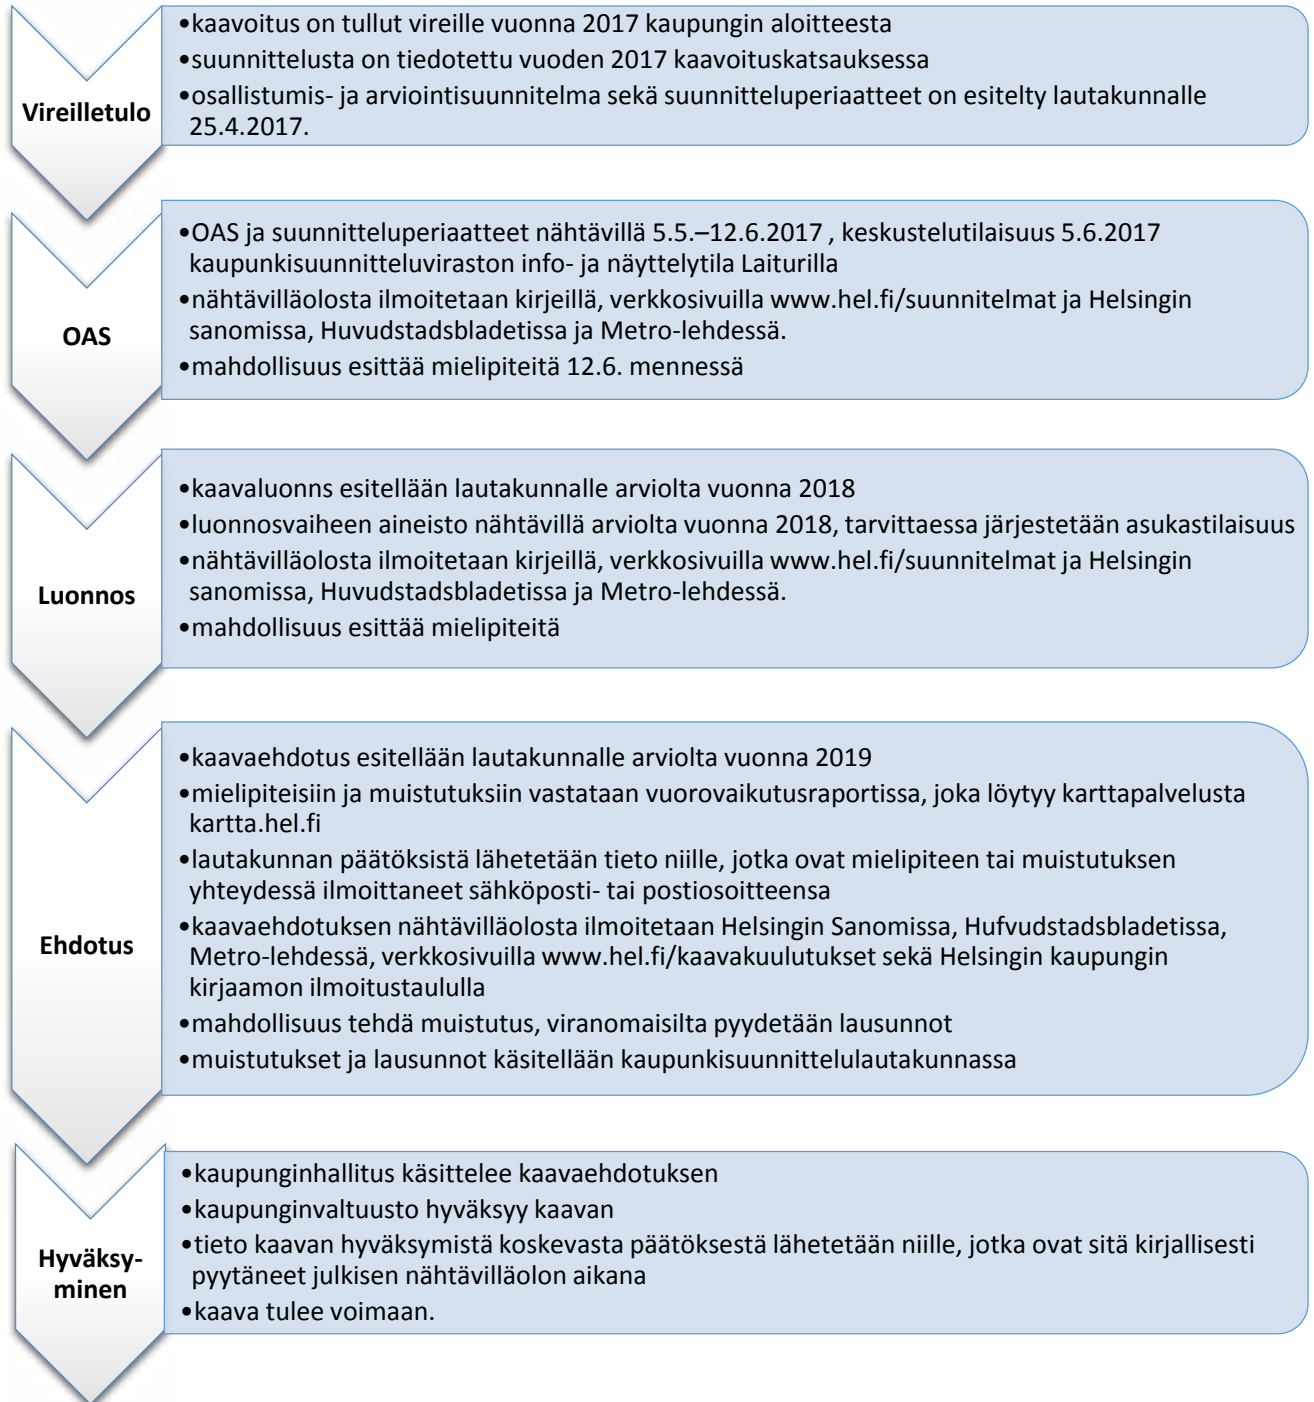 Vireilletulo
•kaavoitus on tullut vireille vuonna 2017 kaupungin aloitteesta
•suunnittelusta on tiedotettu vuoden 2017 kaavoituskatsauksessa
•osallistumis- ja arviointisuunnitelma sekä suunnitteluperiaatteet on esitelty lautakunnalle
25.4.2017.
OAS
•OAS ja suunnitteluperiaatteet nähtävillä 5.5.–12.6.2017 , keskustelutilaisuus 5.6.2017
kaupunkisuunnitteluviraston info- ja näyttelytila Laiturilla
•nähtävilläolosta ilmoitetaan kirjeillä, verkkosivuilla www.hel.fi/suunnitelmat ja Helsingin
sanomissa, Huvudstadsbladetissa ja Metro-lehdessä.
•mahdollisuus esittää mielipiteitä 12.6. mennessä
Luonnos
•kaavaluonns esitellään lautakunnalle arviolta vuonna 2018
•luonnosvaiheen aineisto nähtävillä arviolta vuonna 2018, tarvittaessa järjestetään asukastilaisuus
•nähtävilläolosta ilmoitetaan kirjeillä, verkkosivuilla www.hel.fi/suunnitelmat ja Helsingin
sanomissa, Huvudstadsbladetissa ja Metro-lehdessä.
•mahdollisuus esittää mielipiteitä
Ehdotus
•kaavaehdotus esitellään lautakunnalle arviolta vuonna 2019
•mielipiteisiin ja muistutuksiin vastataan vuorovaikutusraportissa, joka löytyy karttapalvelusta
kartta.hel.fi
•lautakunnan päätöksistä lähetetään tieto niille, jotka ovat mielipiteen tai muistutuksen
yhteydessä ilmoittaneet sähköposti- tai postiosoitteensa
•kaavaehdotuksen nähtävilläolosta ilmoitetaan Helsingin Sanomissa, Hufvudstadsbladetissa,
Metro-lehdessä, verkkosivuilla www.hel.fi/kaavakuulutukset sekä Helsingin kaupungin
kirjaamon ilmoitustaululla
•mahdollisuus tehdä muistutus, viranomaisilta pyydetään lausunnot
•muistutukset ja lausunnot käsitellään kaupunkisuunnittelulautakunnassa
Hyväksy-
minen
•kaupunginhallitus käsittelee kaavaehdotuksen
•kaupunginvaltuusto hyväksyy kaavan
•tieto kaavan hyväksymistä koskevasta päätöksestä lähetetään niille, jotka ovat sitä kirjallisesti
pyytäneet julkisen nähtävilläolon aikana
•kaava tulee voimaan.